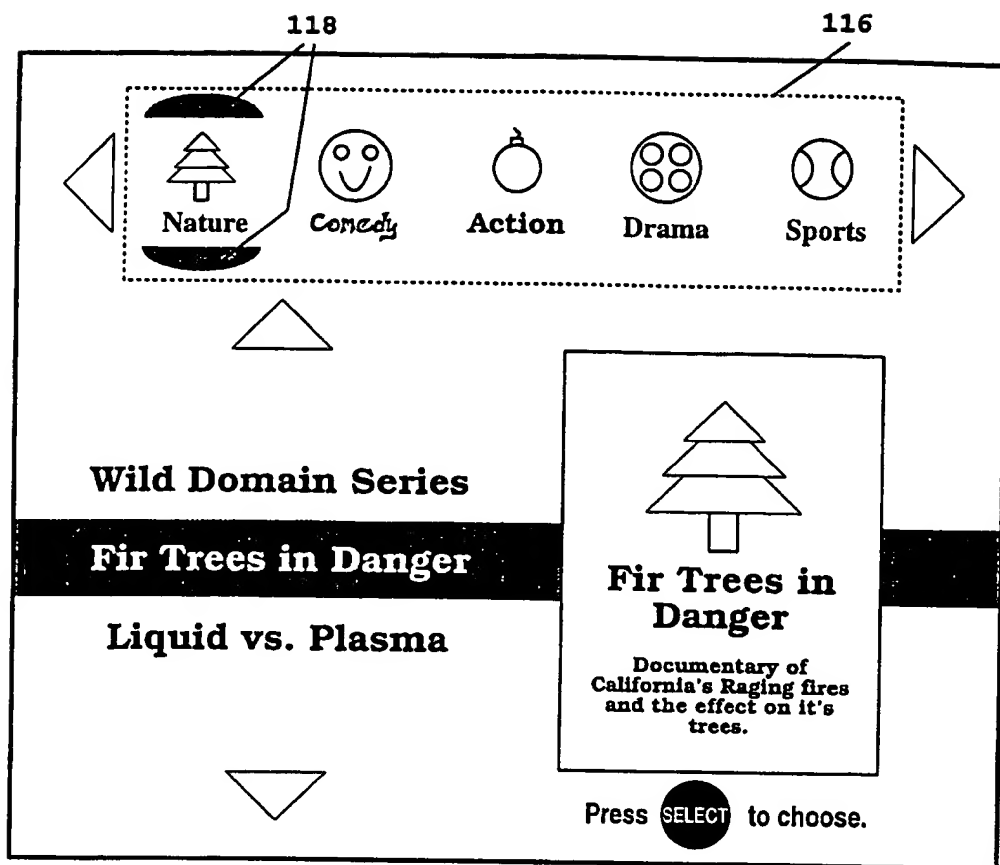 118
116
Nature
Comedy
Action
Drama
Sports
Wild Domain Series
Fir Trees in Danger
Liquid vs. Plasma
Fir Trees in
Danger
Documentary of
California's Raging fires
and the effect on it's
trees.
Press SELECT to choose.